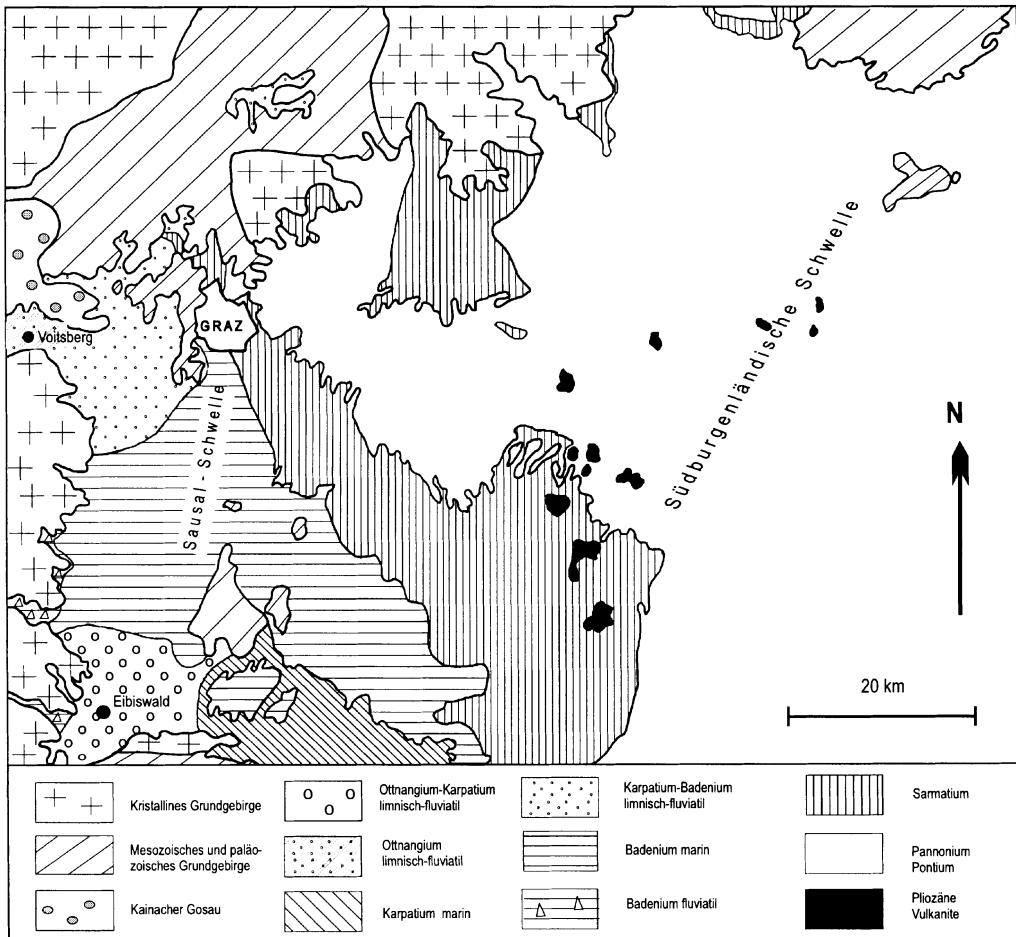 GRAZ
Voitsberg
Sausal-Schwelle
Südburgenländische Schwelle
N
Eibiswald
20 km
Kristallines Grundgebirge
Mesozoisches und paläo-
zoisches Grundgebirge
Kainacher Gosau
Ottnangium-Karpatium
limnisch-fluviatil
Ottnangium
limnisch-fluviatil
Karpatium marin
Karpatium-Badenium
limnisch-fluviatil
Badenium marin
Badenium fluviatil
Sarmatium
Pannonium
Pontium
Pliozäne
Vulkanite